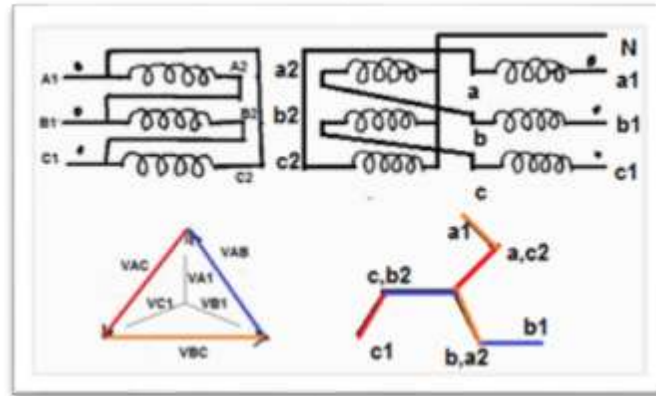 N
A1 A2 a2 a a1
B1 B2 b2 b b1
C1 C2 c2 c c1
VAC VAB
VA1
VC1 VB1
VBC
a1
a,c2
c,b2
c1
b1
b,a2